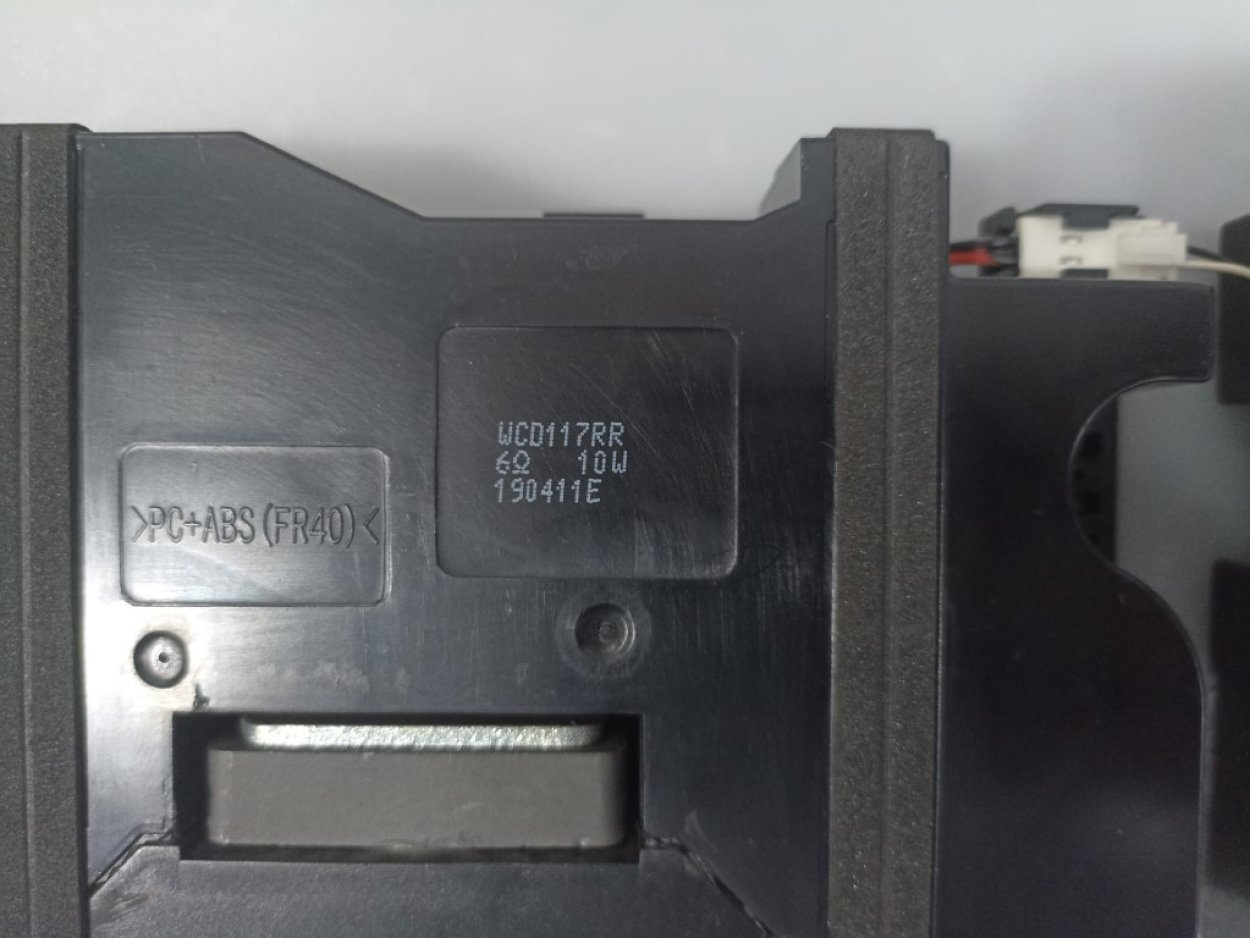 WCD117RR
6Ω 10W
190411E
>PC+ABS(FR40)<